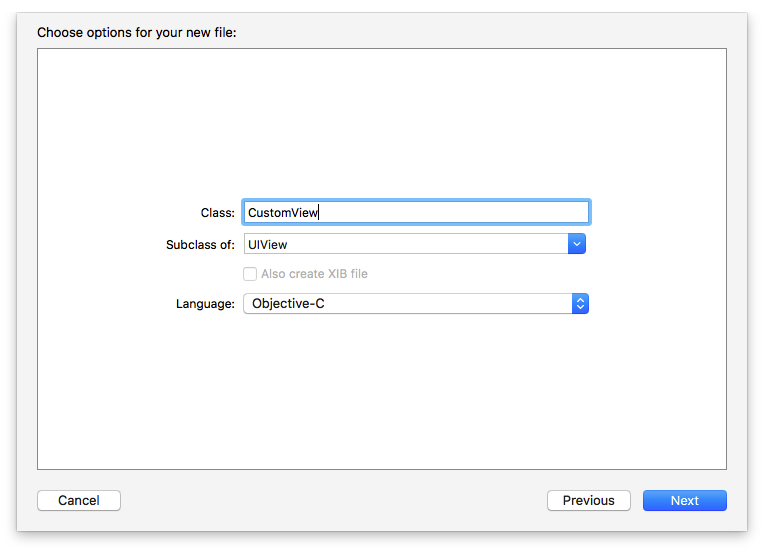 Choose options for your new file:
Class: CustomView
Subclass of: UIView
Also create XIB file
Language: Objective-C
Cancel Previous Next